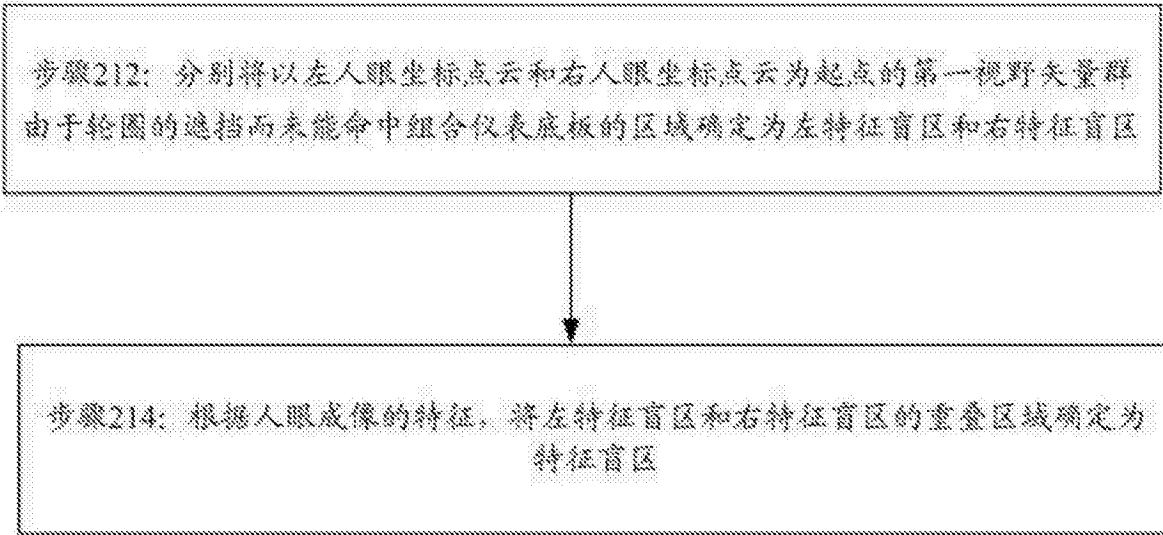 步骤212：分别将以左人眼坐标点云和右人眼坐标点云为起点的第一视野矢量群
由于轮圈的遮挡而未能命中组合仪表底板的区域确定为左特征盲区和右特征盲区
步骤214：根据人眼成像的特征，将左特征盲区和右特征盲区的重叠区域确定为
特征盲区